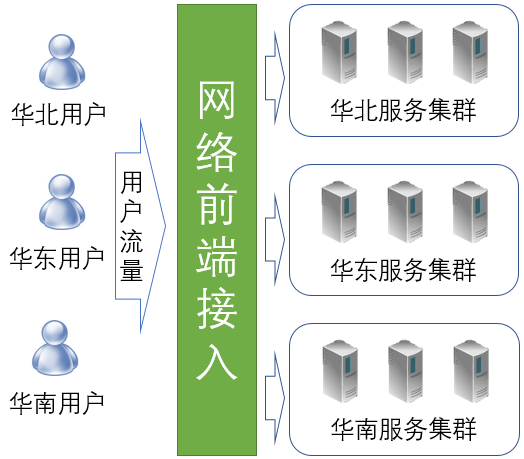 华北用户
华东用户
华南用户
用户流量
网络前端接入
华北服务集群
华东服务集群
华南服务集群